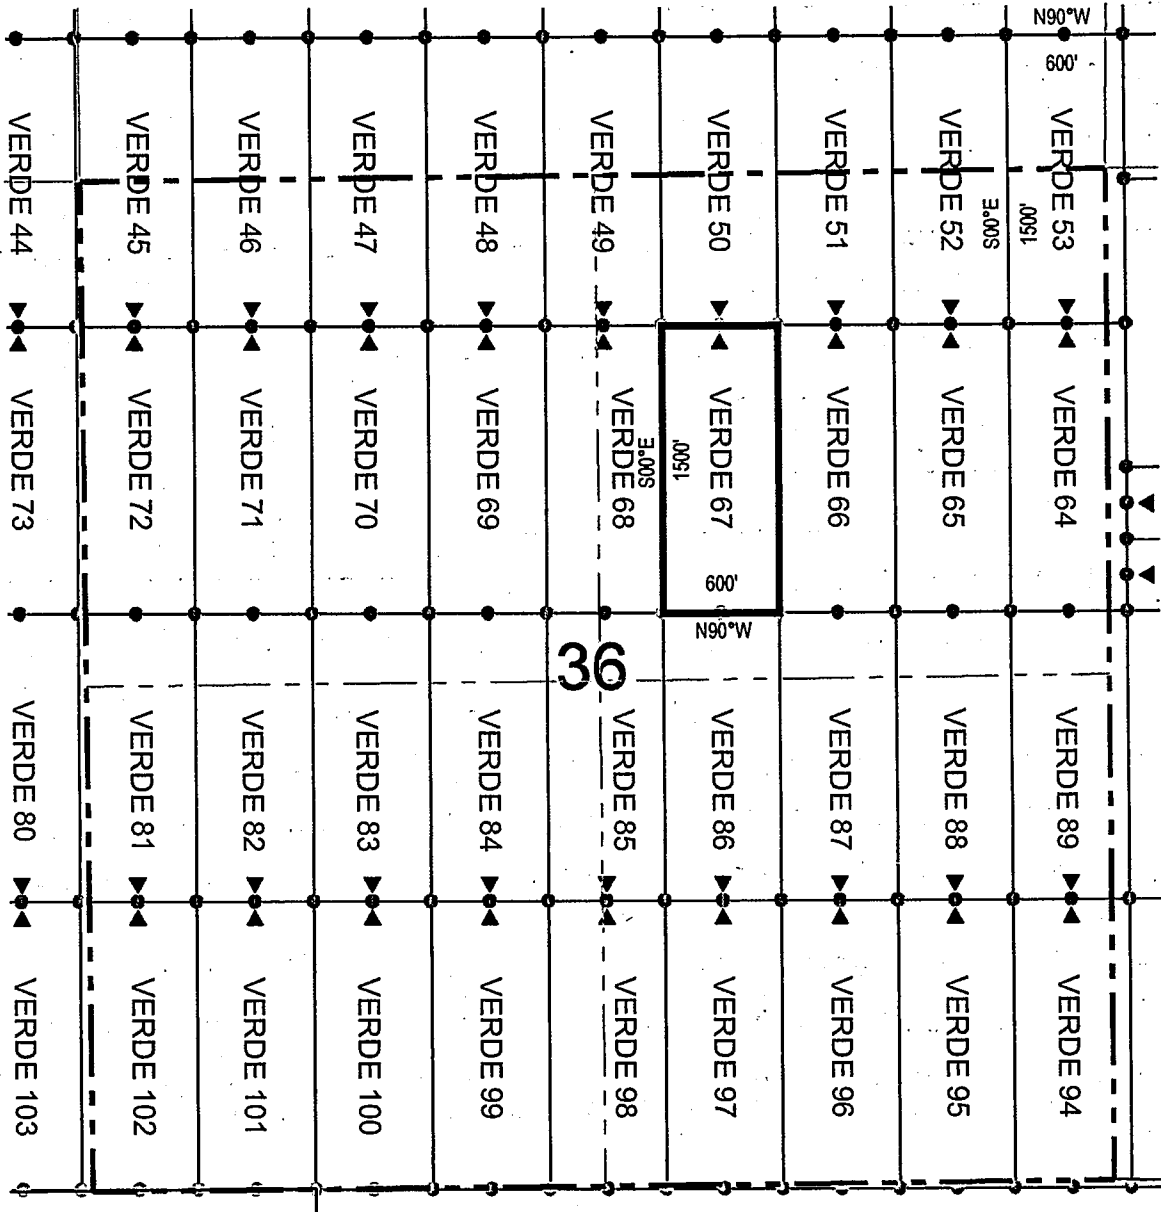 N90°W
600'
VERDE 44
VERDE 45
VERDE 46
VERDE 47
VERDE 48
VERDE 49
VERDE 50
VERDE 51
VERDE 52
S00°E
1500'
VERDE 53
VERDE 73
VERDE 72
VERDE 71
VERDE 70
VERDE 69
VERDE 68
S00°E
1500'
VERDE 67
600'
N90°W
VERDE 66
VERDE 65
VERDE 64
36
VERDE 80
VERDE 81
VERDE 82
VERDE 83
VERDE 84
VERDE 85
VERDE 86
VERDE 87
VERDE 88
VERDE 89
VERDE 103
VERDE 102
VERDE 101
VERDE 100
VERDE 99
VERDE 98
VERDE 97
VERDE 96
VERDE 95
VERDE 94